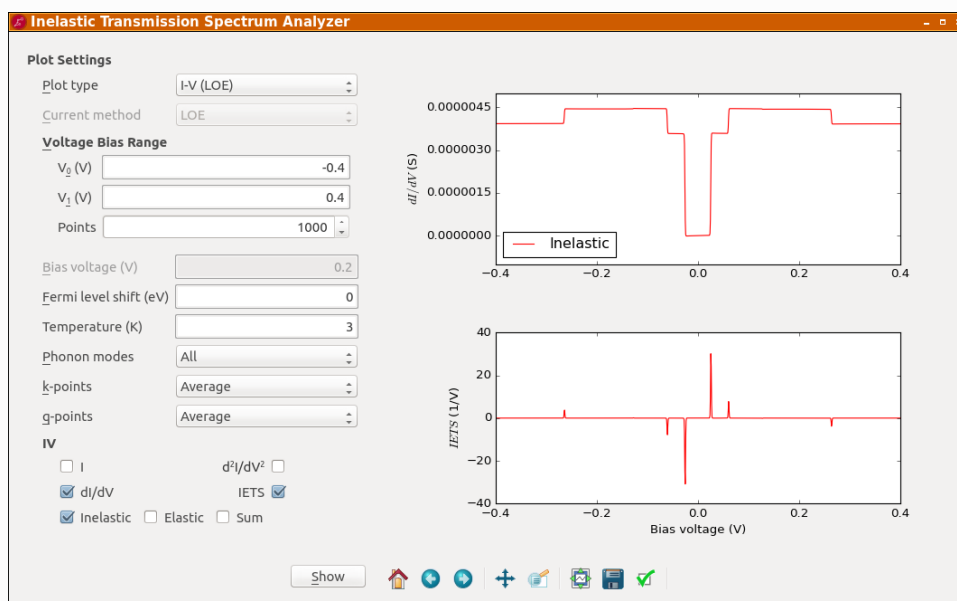 Inelastic Transmission Spectrum Analyzer
Plot Settings
Plot type I-V (LOE)
Current method LOE
Voltage Bias Range
V0 (V) -0.4
V1 (V) 0.4
Points 1000
Bias voltage (V) 0.2
Fermi level shift (eV) 0
Temperature (K) 3
Phonon modes All
k-points Average
q-points Average
IV
I d²I/dV²
dI/dV IETS
Inelastic Elastic Sum
Show
dI/dV (S)
0.0000045
0.0000030
0.0000015
0.0000000
Inelastic
−0.4 −0.2 0.0 0.2 0.4
IETS (1/V)
40
20
0
−20
−40
−0.4 −0.2 0.0 0.2 0.4
Bias voltage (V)